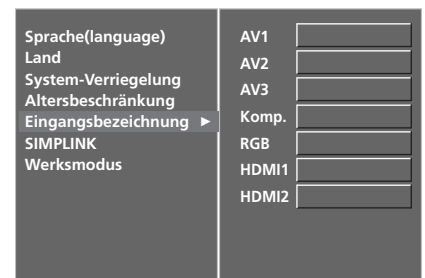 Sprache(language)
Land
System-Verriegelung
Altersbeschränkung
Eingangsbezeichnung ►
SIMPLINK
Werksmodus
AV1
AV2
AV3
Komp.
RGB
HDMI1
HDMI2